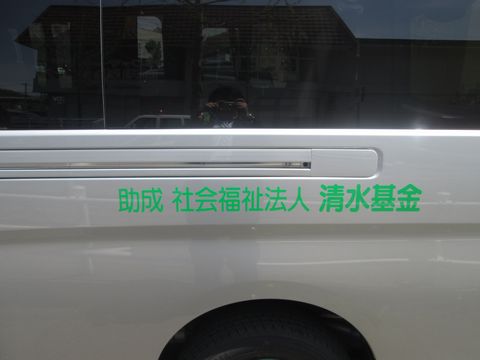 助成 社会福祉法人 清水基金